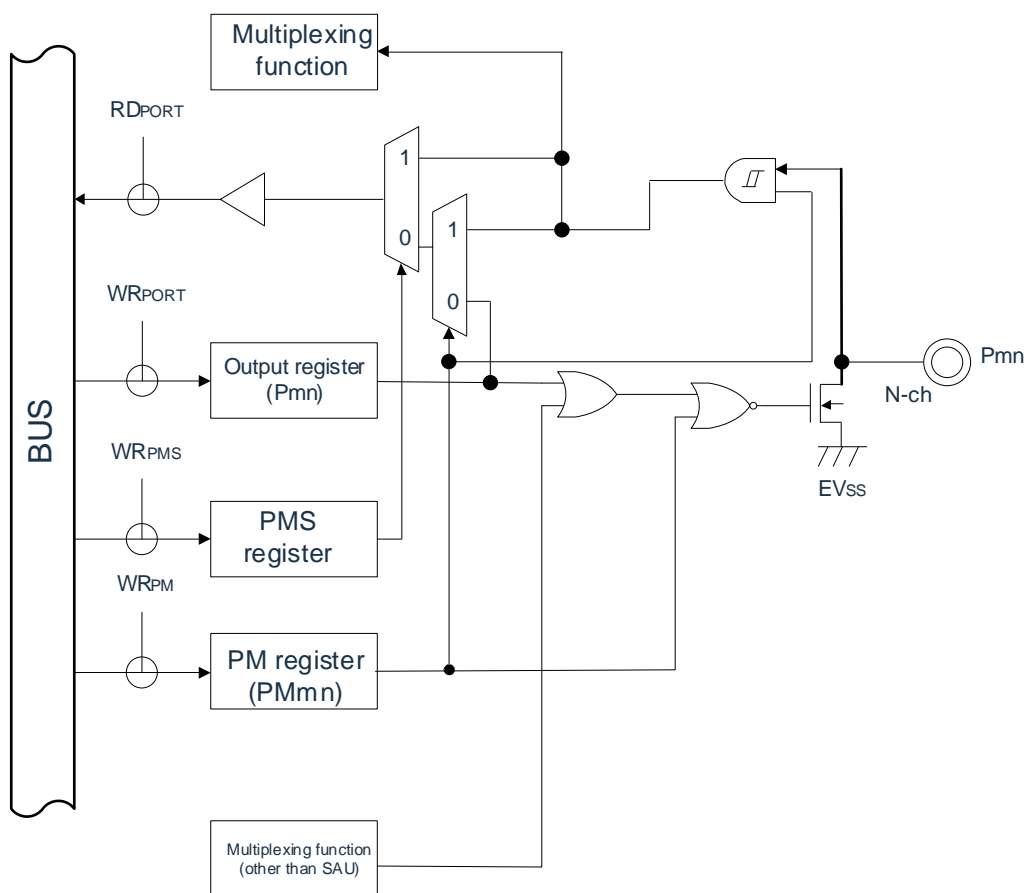 Multiplexing
function
RDPORT
1
0
1
0
WRPORT
Output register
(Pmn)
Pmn
N-ch
EVSS
BUS
WRPMS
PMS
register
WRPM
PM register
(PMmn)
Multiplexing function
(other than SAU)